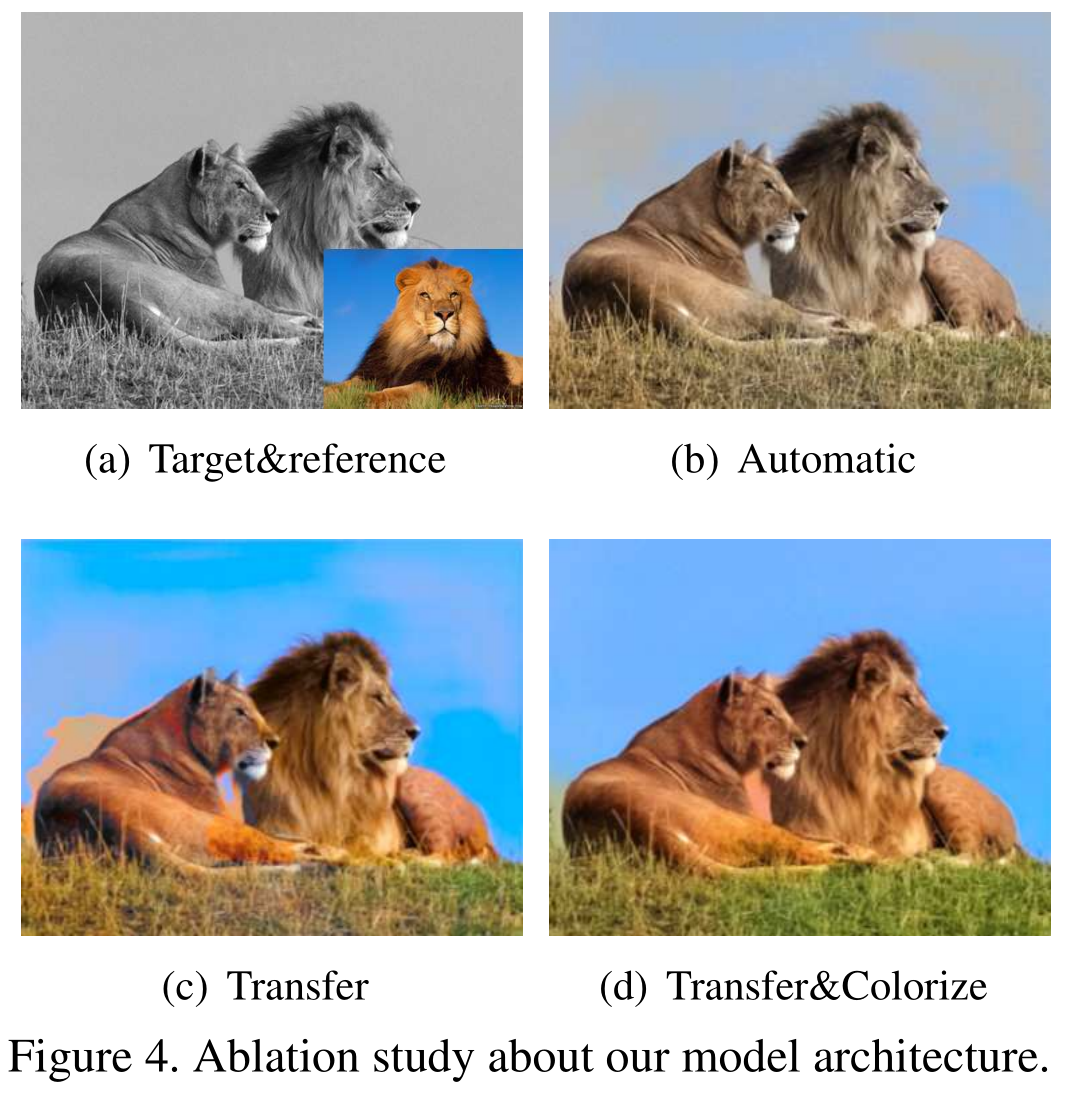 (a) Target&reference
(b) Automatic
(c) Transfer
(d) Transfer&Colorize
Figure 4. Ablation study about our model architecture.